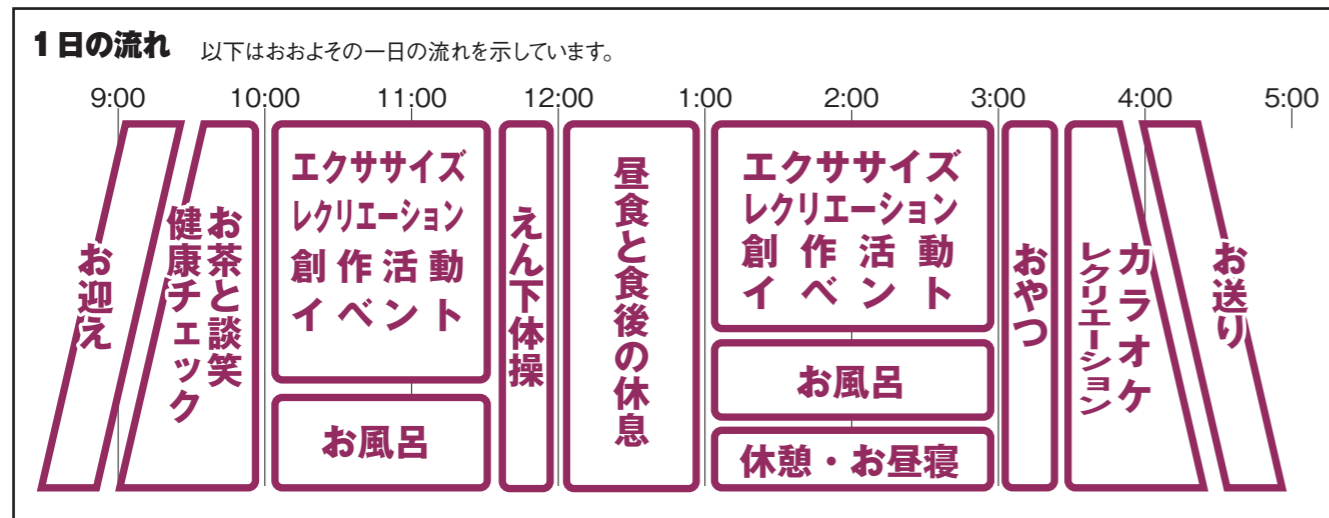 1日の流れ 以下はおおよその一日の流れを示しています。
9:00 10:00 11:00 12:00 1:00 2:00 3:00 4:00 5:00
お迎え
お茶と談笑
健康チェック
エクササイズ
レクリエーション
創作活動
イベント
お風呂
えん下体操
昼食と食後の休息
エクササイズ
レクリエーション
創作活動
イベント
お風呂
休憩・お昼寝
おやつ
カラオケ
レクリエーション
お送り